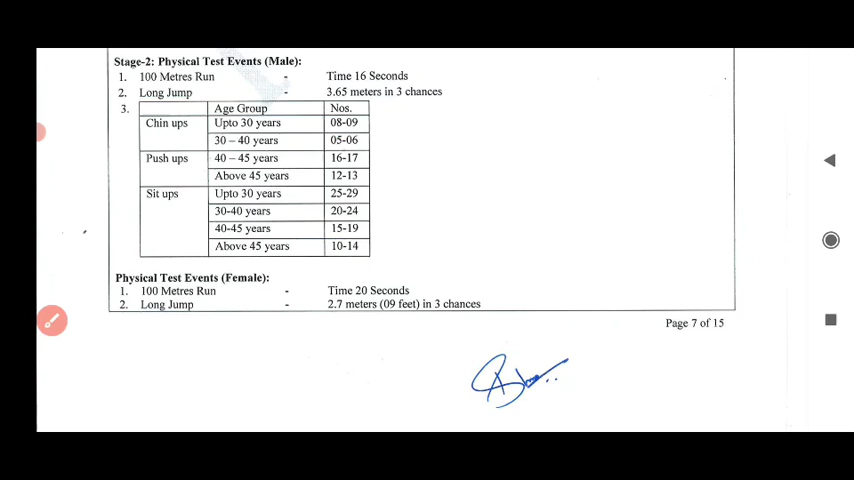 Stage-2: Physical Test Events (Male):
1. 100 Metres Run - Time 16 Seconds
2. Long Jump - 3.65 meters in 3 chances
3. Age Group Nos.
Chin ups Upto 30 years 08-09
30 – 40 years 05-06
Push ups 40 – 45 years 16-17
Above 45 years 12-13
Sit ups Upto 30 years 25-29
30-40 years 20-24
40-45 years 15-19
Above 45 years 10-14
Physical Test Events (Female):
1. 100 Metres Run - Time 20 Seconds
2. Long Jump - 2.7 meters (09 feet) in 3 chances
Page 7 of 15